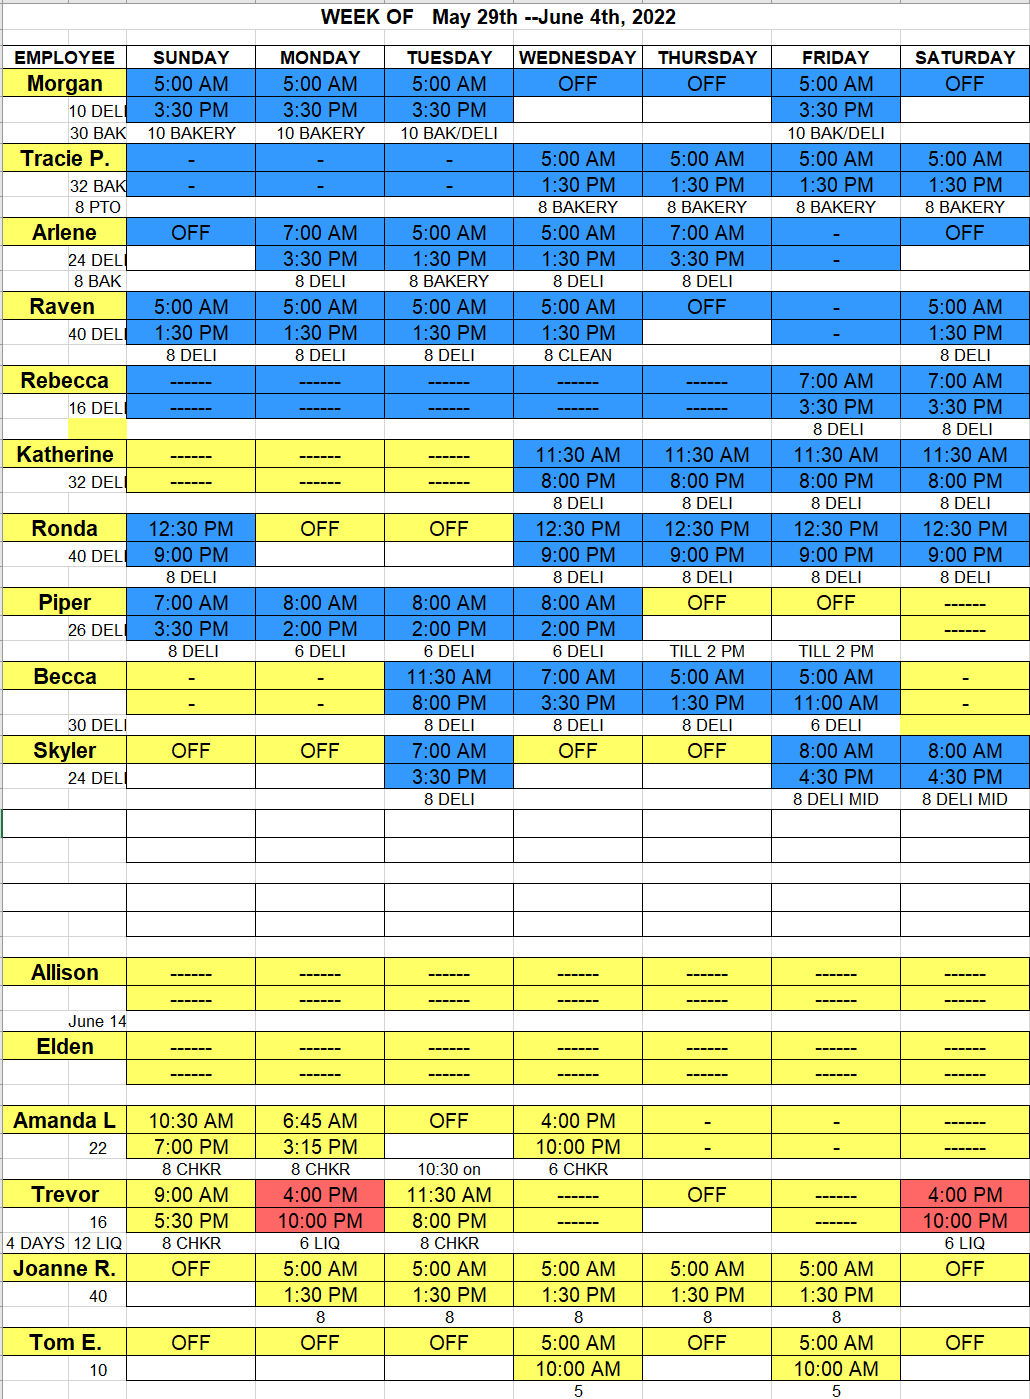 WEEK OF May 29th --June 4th, 2022
EMPLOYEE SUNDAY MONDAY TUESDAY WEDNESDAY THURSDAY FRIDAY SATURDAY
Morgan 5:00 AM 5:00 AM 5:00 AM OFF OFF 5:00 AM OFF
10 DELI 3:30 PM 3:30 PM 3:30 PM 3:30 PM
30 BAK 10 BAKERY 10 BAKERY 10 BAK/DELI 10 BAK/DELI
Tracie P. - - - 5:00 AM 5:00 AM 5:00 AM 5:00 AM
32 BAK - - - 1:30 PM 1:30 PM 1:30 PM 1:30 PM
8 PTO 8 BAKERY 8 BAKERY 8 BAKERY 8 BAKERY
Arlene OFF 7:00 AM 5:00 AM 5:00 AM 7:00 AM - OFF
24 DELI 3:30 PM 1:30 PM 1:30 PM 3:30 PM -
8 BAK 8 DELI 8 BAKERY 8 DELI 8 DELI
Raven 5:00 AM 5:00 AM 5:00 AM 5:00 AM OFF - 5:00 AM
40 DELI 1:30 PM 1:30 PM 1:30 PM 1:30 PM - 1:30 PM
8 DELI 8 DELI 8 DELI 8 CLEAN 8 DELI
Rebecca ------ ------ ------ ------ ------ 7:00 AM 7:00 AM
16 DELI ------ ------ ------ ------ ------ 3:30 PM 3:30 PM
8 DELI 8 DELI
Katherine ------ ------ ------ 11:30 AM 11:30 AM 11:30 AM 11:30 AM
32 DELI ------ ------ ------ 8:00 PM 8:00 PM 8:00 PM 8:00 PM
8 DELI 8 DELI 8 DELI 8 DELI
Ronda 12:30 PM OFF OFF 12:30 PM 12:30 PM 12:30 PM 12:30 PM
40 DELI 9:00 PM 9:00 PM 9:00 PM 9:00 PM 9:00 PM
8 DELI 8 DELI 8 DELI 8 DELI 8 DELI
Piper 7:00 AM 8:00 AM 8:00 AM 8:00 AM OFF OFF ------
26 DELI 3:30 PM 2:00 PM 2:00 PM 2:00 PM ------
8 DELI 6 DELI 6 DELI 6 DELI TILL 2 PM TILL 2 PM
Becca - - 11:30 AM 7:00 AM 5:00 AM 5:00 AM -
- - 8:00 PM 3:30 PM 1:30 PM 11:00 AM -
30 DELI 8 DELI 8 DELI 8 DELI 6 DELI
Skyler OFF OFF 7:00 AM OFF OFF 8:00 AM 8:00 AM
24 DELI 3:30 PM 4:30 PM 4:30 PM
8 DELI 8 DELI MID 8 DELI MID
Allison ------ ------ ------ ------ ------ ------ ------
------ ------ ------ ------ ------ ------ ------
June 14
Elden ------ ------ ------ ------ ------ ------ ------
------ ------ ------ ------ ------ ------ ------
Amanda L 10:30 AM 6:45 AM OFF 4:00 PM - - ------
22 7:00 PM 3:15 PM 10:00 PM - - ------
8 CHKR 8 CHKR 10:30 on 6 CHKR
Trevor 9:00 AM 4:00 PM 11:30 AM ------ OFF ------ 4:00 PM
16 5:30 PM 10:00 PM 8:00 PM ------ ------ 10:00 PM
4 DAYS 12 LIQ 8 CHKR 6 LIQ 8 CHKR 6 LIQ
Joanne R. OFF 5:00 AM 5:00 AM 5:00 AM 5:00 AM 5:00 AM OFF
40 1:30 PM 1:30 PM 1:30 PM 1:30 PM 1:30 PM
8 8 8 8 8
Tom E. OFF OFF OFF 5:00 AM OFF 5:00 AM OFF
10 10:00 AM 10:00 AM
5 5